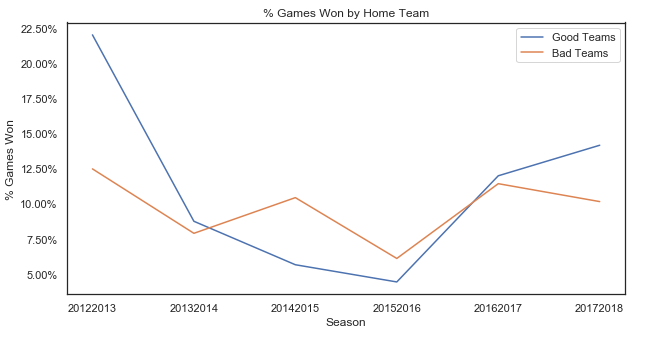 % Games Won by Home Team
Good Teams
Bad Teams
% Games Won
22.50%
20.00%
17.50%
15.00%
12.50%
10.00%
7.50%
5.00%
20122013 20132014 20142015 20152016 20162017 20172018
Season